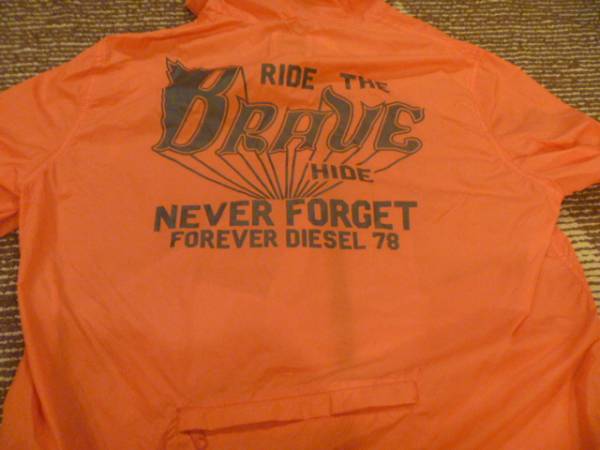 RIDE THE
BRAVE
HIDE
NEVER FORGET
FOREVER DIESEL 78